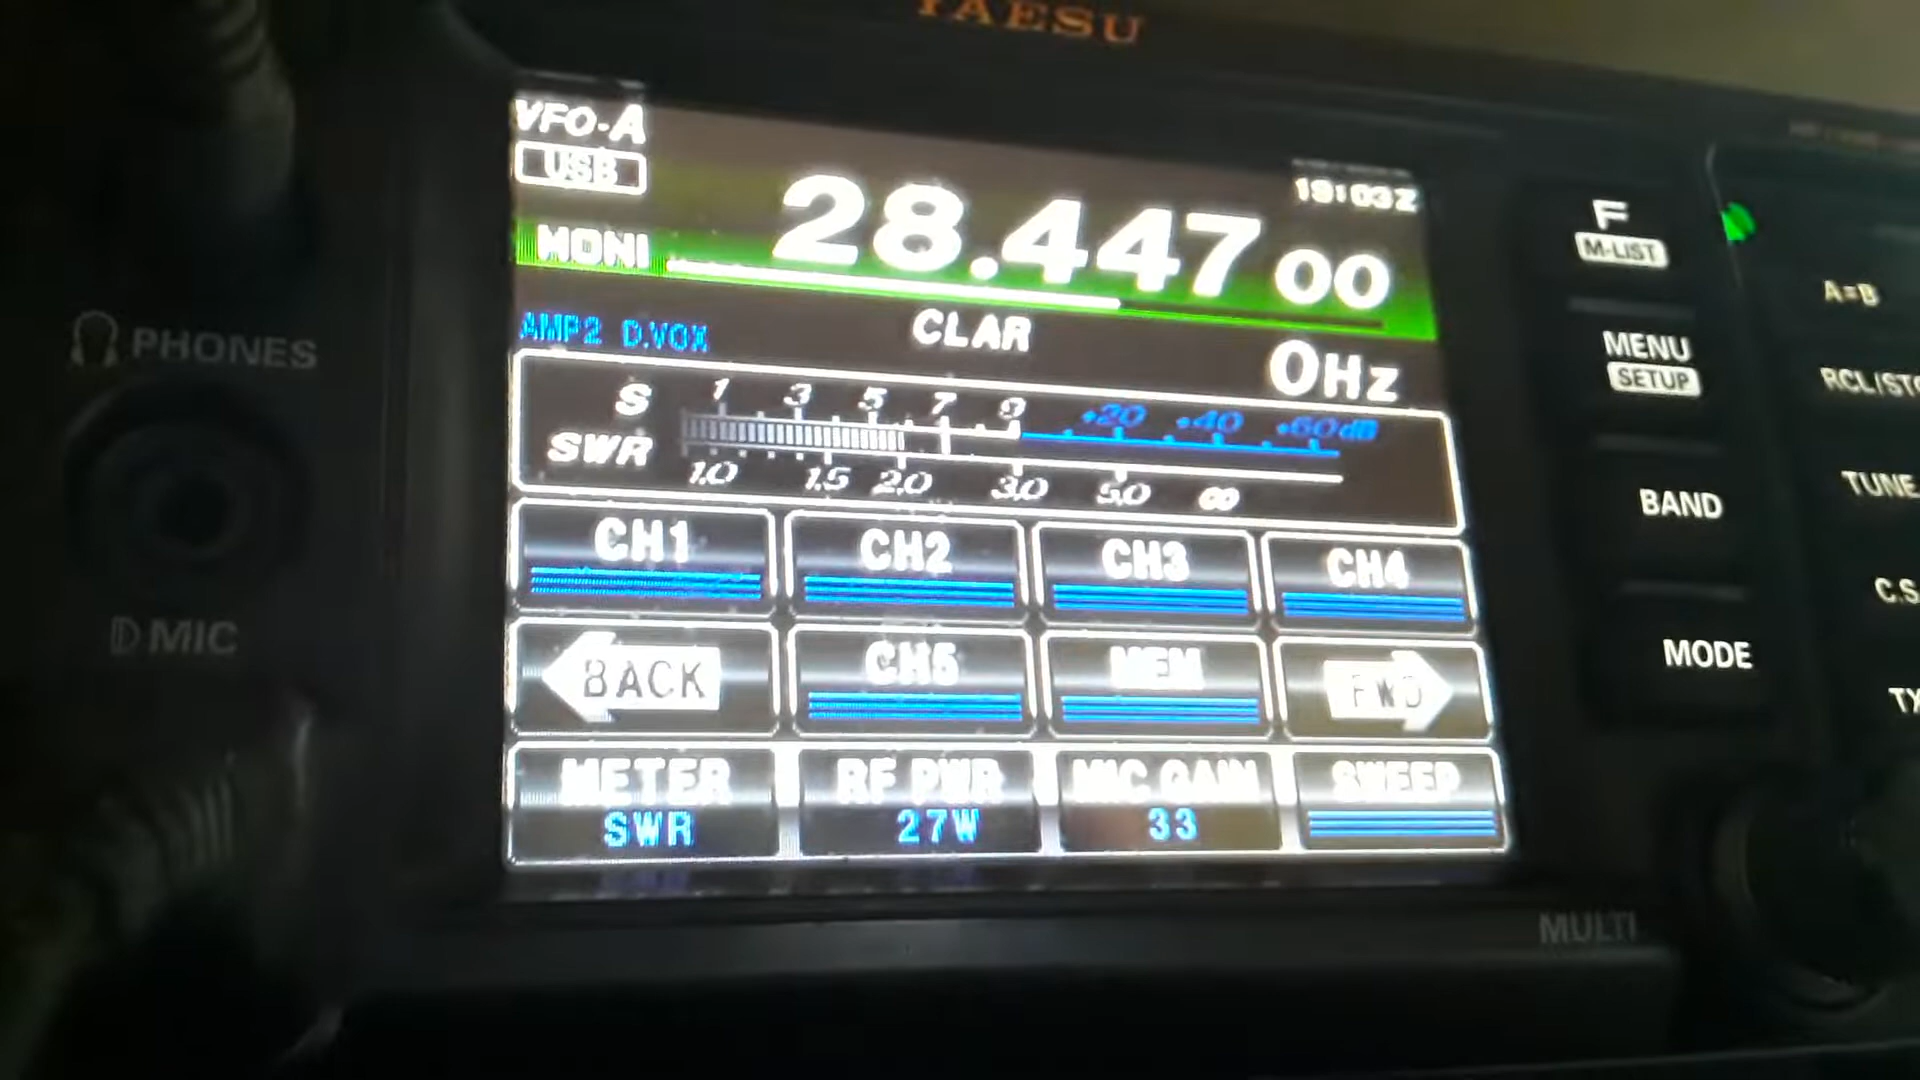 YAESU
VFO-A
USB
19:03Z
28.447 00
MONI
AMP2 D.VOX
CLAR
0Hz
S 1 3 5 7 9 +20 +40 +60dB
SWR 1.0 1.5 2.0 3.0 5.0 ∞
CH1 CH2 CH3 CH4
BACK CH5 MEM FWD
METER RF PWR MIC GAIN SWEEP
SWR 27W 33
PHONES
MIC
F
M-LIST
MENU
SETUP
BAND
MODE
MULTI
A=B
TUNE